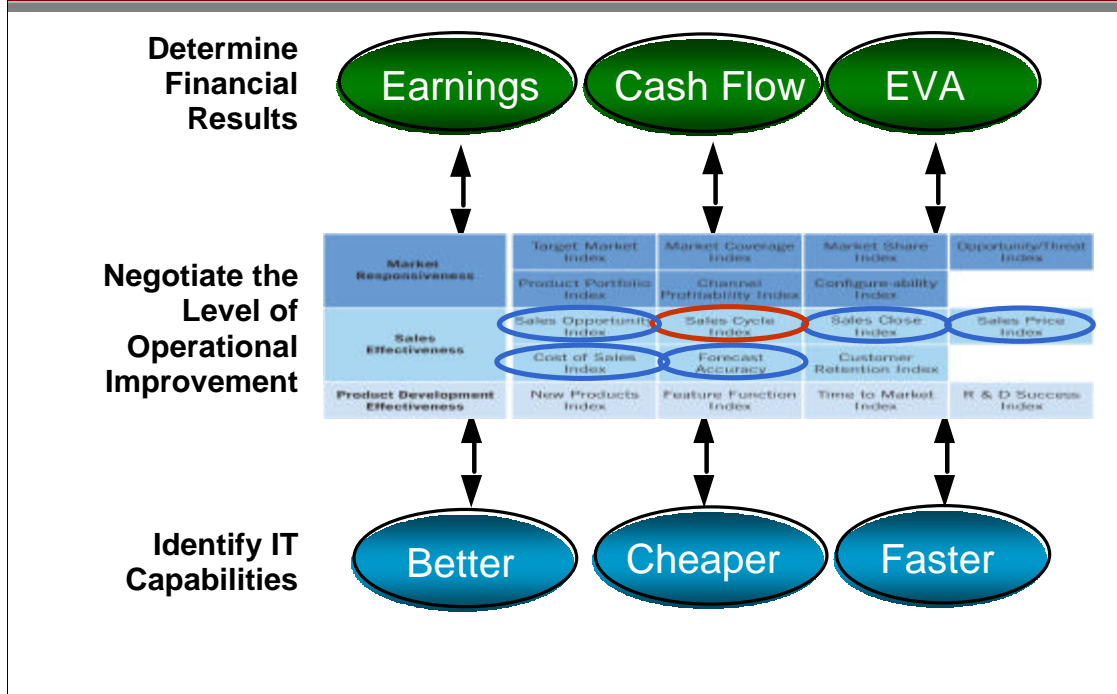 Determine
Financial
Results
Earnings
Cash Flow
EVA
Negotiate the
Level of
Operational
Improvement
Market
Responsiveness
Target Market
Index
Market Coverage
Index
Market Share
Index
Opportunity/Threat
Index
Product Portfolio
Index
Channel
Profitability Index
Configure-ability
Index
Sales
Effectiveness
Sales Opportunity
Index
Sales Cycle
Index
Sales Close
Index
Sales Price
Index
Cost of Sales
Index
Forecast
Accuracy
Customer
Retention Index
Product Development
Effectiveness
New Products
Index
Feature Function
Index
Time to Market
Index
R & D Success
Index
Identify IT
Capabilities
Better
Cheaper
Faster